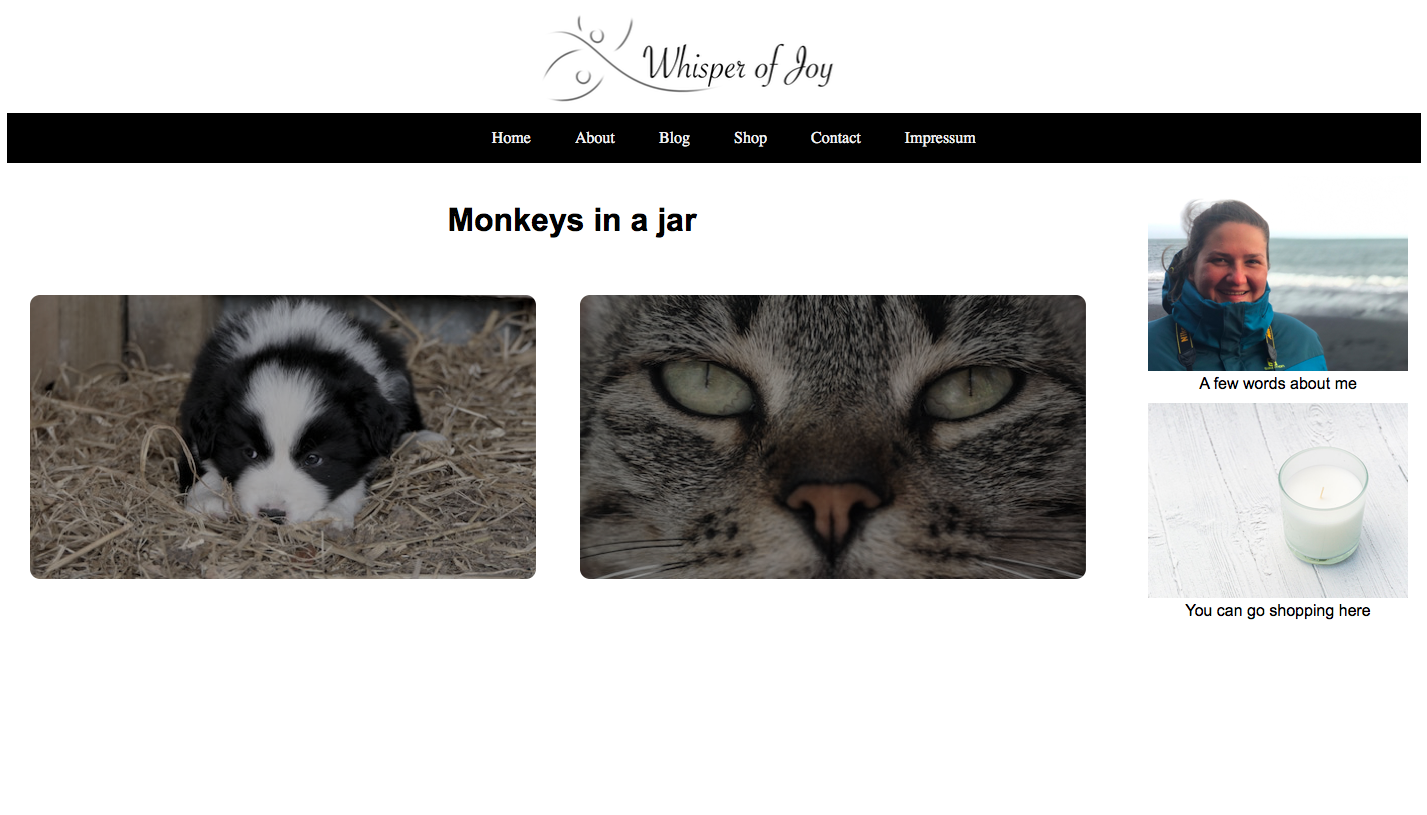 Whisper of Joy
Home About Blog Shop Contact Impressum
Monkeys in a jar
A few words about me
You can go shopping here